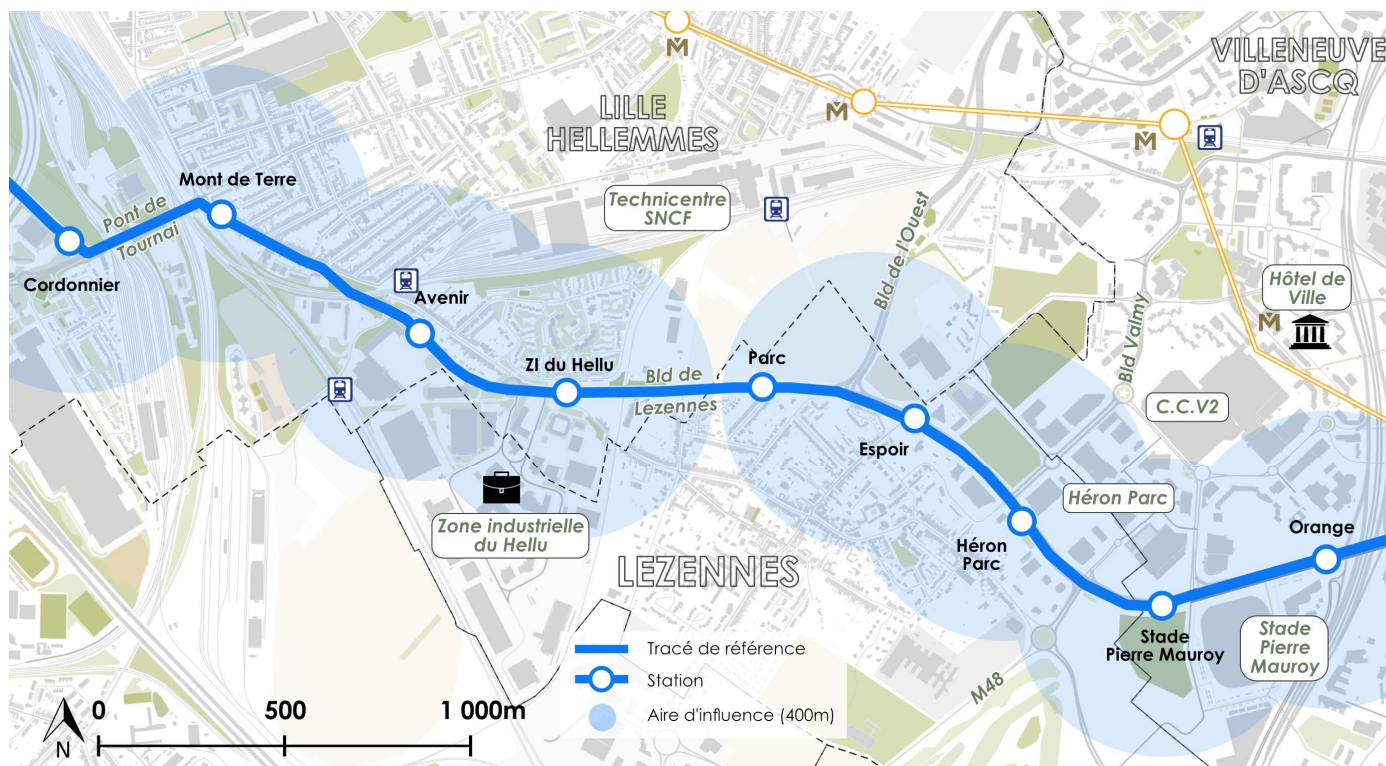 VILLENEUVE
D'ASCQ
M
LILLE
HELLEMMES
M
M
Mont de Terre
Technicentre
SNCF
Pont de
Tournai
Bld de l'Ouest
Cordonnier
Avenir
Hôtel de
Ville
M
Bld Valmy
ZI du Hellu
Parc
Bld de
Lezennes
C.C.V2
Espoir
Héron Parc
Zone industrielle
du Hellu
Orange
Héron
Parc
LEZENNES
Stade
Pierre Mauroy
Stade
Pierre
Mauroy
M48
Tracé de référence
Station
Aire d'influence (400m)
N
0 500 1 000m